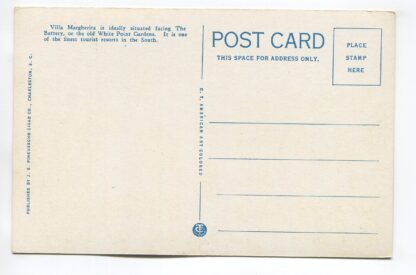 Villa Margherita is ideally situated facing The
Battery, or the old White Point Gardens. It is one
of the finest tourist resorts in the South.
POST CARD
THIS SPACE FOR ADDRESS ONLY.
PLACE
STAMP
HERE
PUBLISHED BY J. S. PINKUSSOHN CIGAR CO., CHARLESTON, S. C.
C. T. AMERICAN ART COLORED